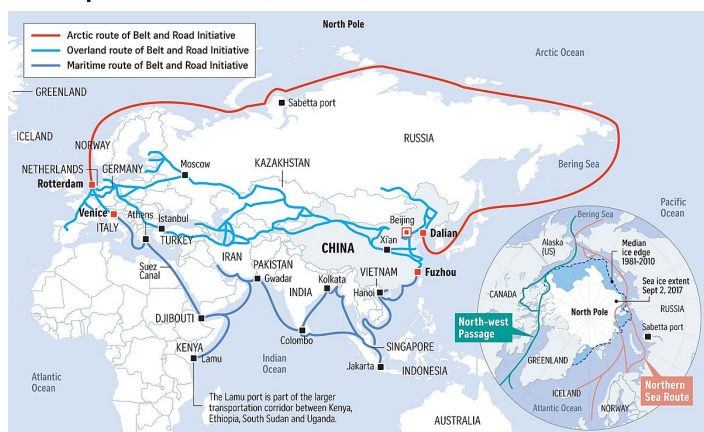 Arctic route of Belt and Road Initiative
Overland route of Belt and Road Initiative
Maritime route of Belt and Road Initiative
North Pole
Arctic Ocean
GREENLAND
Sabetta port
ICELAND
NORWAY
RUSSIA
NETHERLANDS
GERMANY
Moscow
KAZAKHSTAN
Bering Sea
Rotterdam
Pacific
Ocean
Venice
Athens
Istanbul
ITALY
TURKEY
Beijing
Dalian
Xi'an
CHINA
IRAN
PAKISTAN
Gwadar
Suez
Canal
Fuzhou
VIETNAM
Kolkata
Hanoi
INDIA
DJIBOUTI
Colombo
KENYA
Lamu
SINGAPORE
Jakarta
INDONESIA
Indian
Ocean
Atlantic
Ocean
The Lamu port is part of the larger
transportation corridor between Kenya,
Ethiopia, South Sudan and Uganda.
AUSTRALIA
Bering Sea
Alaska
(US)
Median
ice edge
1981-2010
Sea ice extent
Sept 2, 2017
CANADA
North Pole
RUSSIA
Sabetta port
North-west
Passage
GREENLAND
Northern
Sea Route
ICELAND
Atlantic Ocean
NORWAY